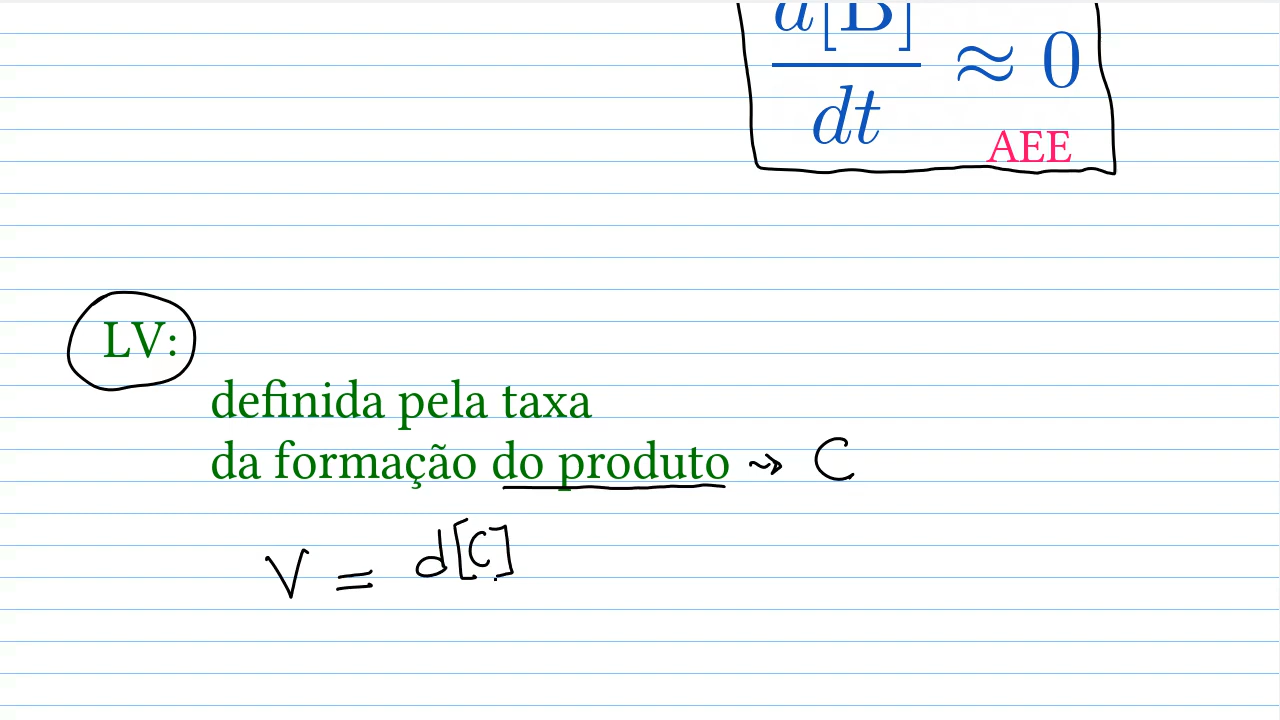 d[B]
dt
≈ 0
AEE
LV:
definida pela taxa
da formação do produto ⇝ C
V = d[C]